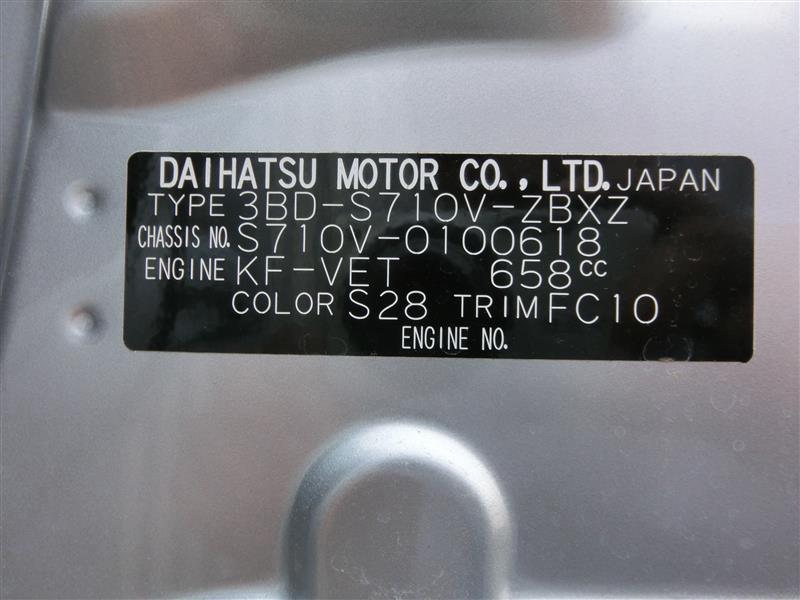 DAIHATSU MOTOR CO., LTD. JAPAN
TYPE 3BD-S710V-ZBXZ
CHASSIS NO. S710V-0100618
ENGINE KF-VET 658cc
COLOR S28 TRIM FC10
ENGINE NO.